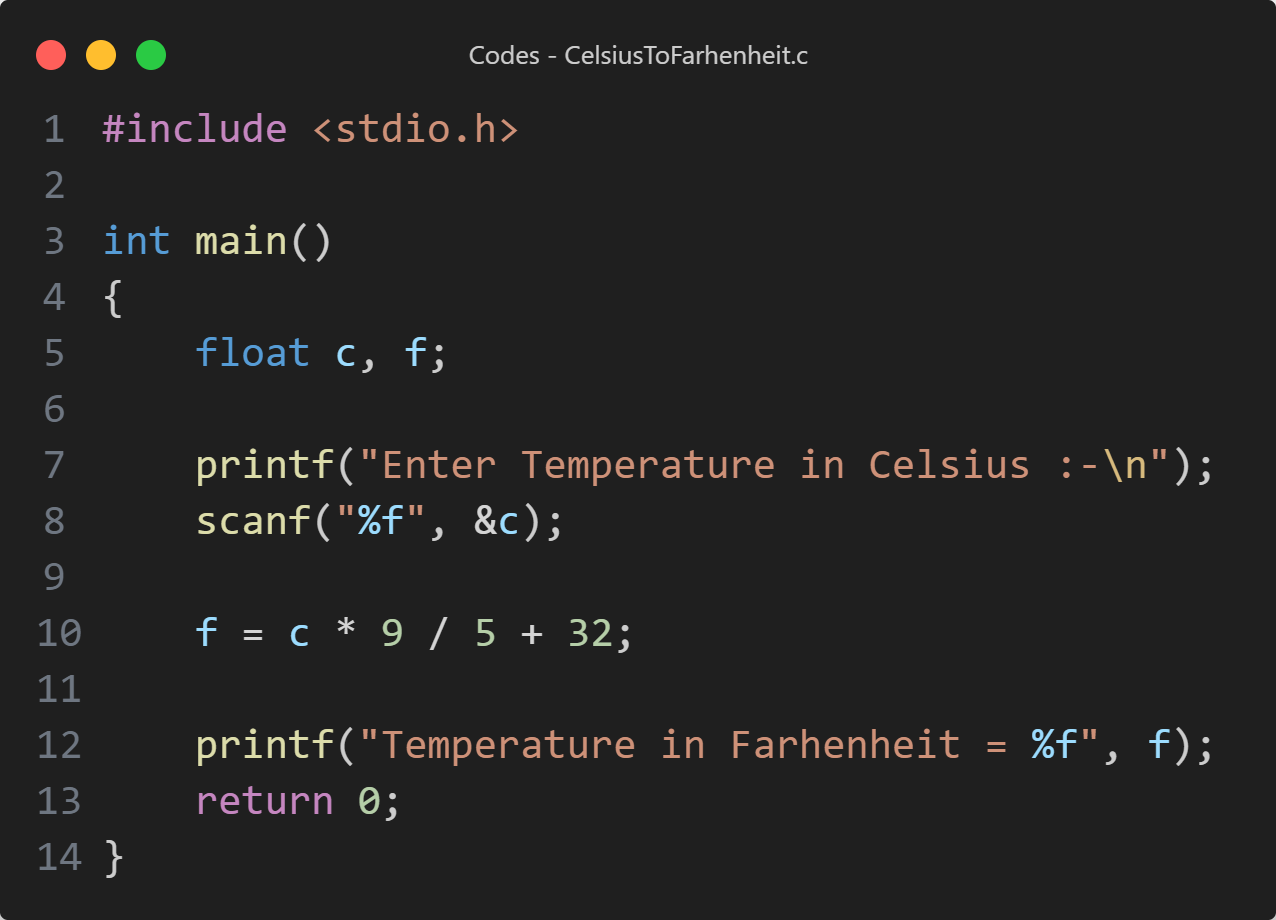 Codes - CelsiusToFarhenheit.c
1 #include <stdio.h>
2
3 int main()
4 {
5     float c, f;
6
7     printf("Enter Temperature in Celsius :-\n");
8     scanf("%f", &c);
9
10     f = c * 9 / 5 + 32;
11
12     printf("Temperature in Farhenheit = %f", f);
13     return 0;
14 }